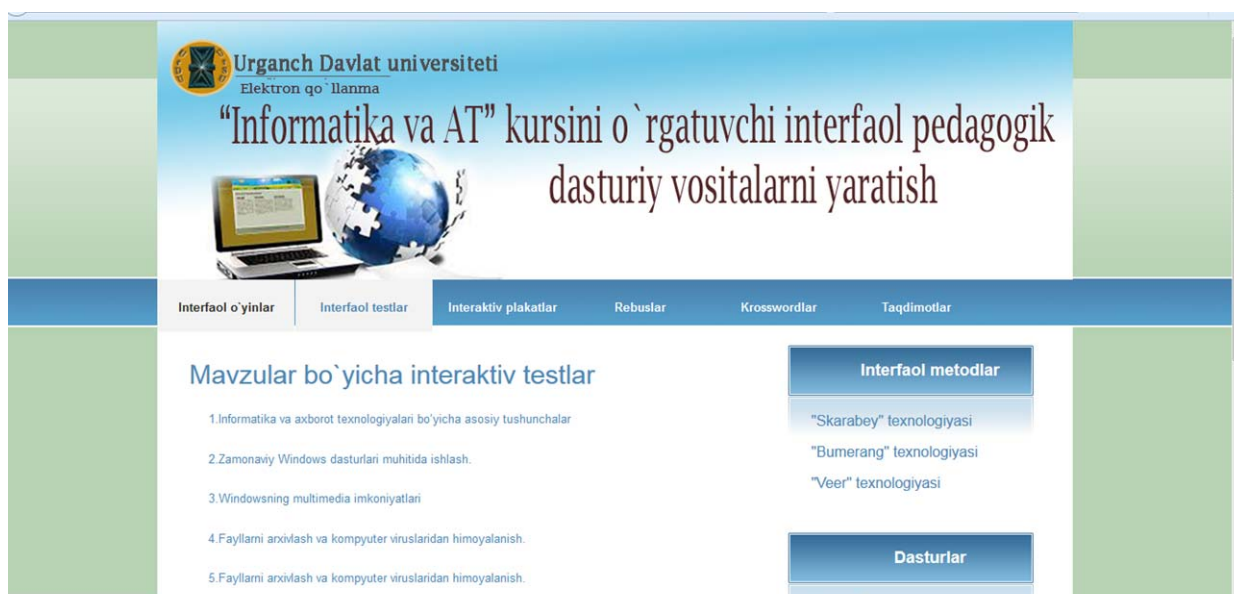 Urganch Davlat universiteti
Elektron qo`llanma
“Informatika va AT” kursini o`rgatuvchi interfaol pedagogik
dasturiy vositalarni yaratish
Interfaol o`yinlar Interfaol testlar Interaktiv plakatlar Rebuslar Krosswordlar Taqdimotlar
Mavzular bo`yicha interaktiv testlar
1.Informatika va axborot texnologiyalari bo'yicha asosiy tushunchalar
2.Zamonaviy Windows dasturlari muhitida ishlash.
3.Windowsning multimedia imkoniyatlari
4.Fayllarni arxivlash va kompyuter viruslaridan himoyalanish.
5.Fayllarni arxivlash va kompyuter viruslaridan himoyalanish.
Interfaol metodlar
"Skarabey" texnologiyasi
"Bumerang" texnologiyasi
"Veer" texnologiyasi
Dasturlar